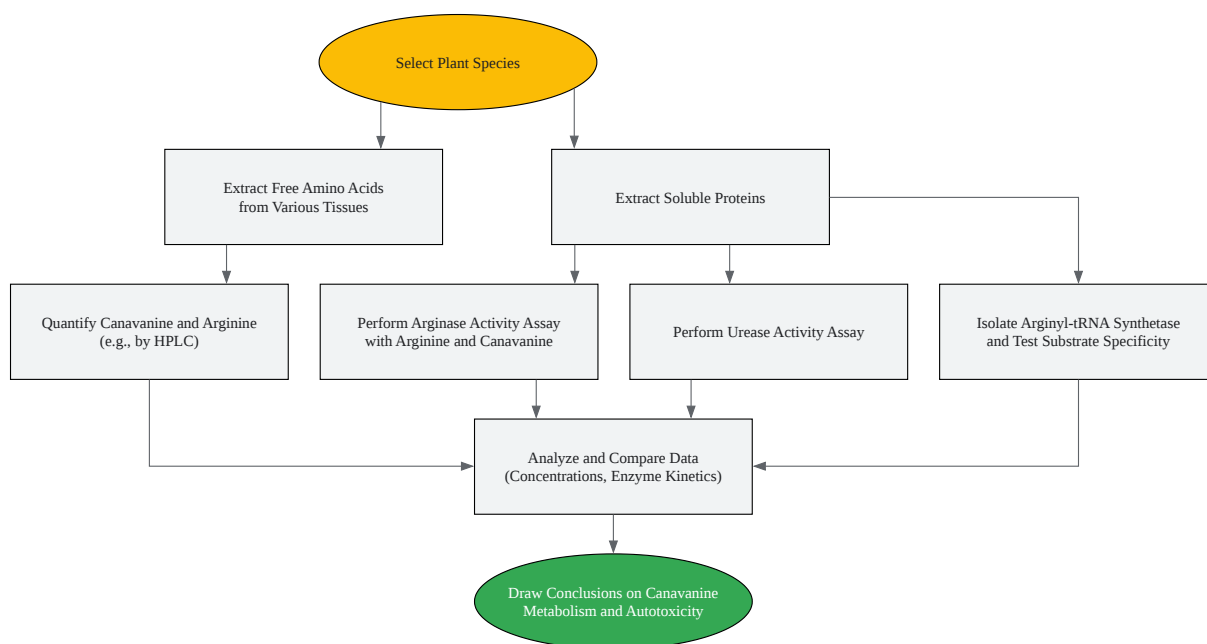 Select Plant Species
Extract Free Amino Acids
from Various Tissues
Extract Soluble Proteins
Quantify Canavanine and Arginine
(e.g., by HPLC)
Perform Arginase Activity Assay
with Arginine and Canavanine
Perform Urease Activity Assay
Isolate Arginyl-tRNA Synthetase
and Test Substrate Specificity
Analyze and Compare Data
(Concentrations, Enzyme Kinetics)
Draw Conclusions on Canavanine
Metabolism and Autotoxicity